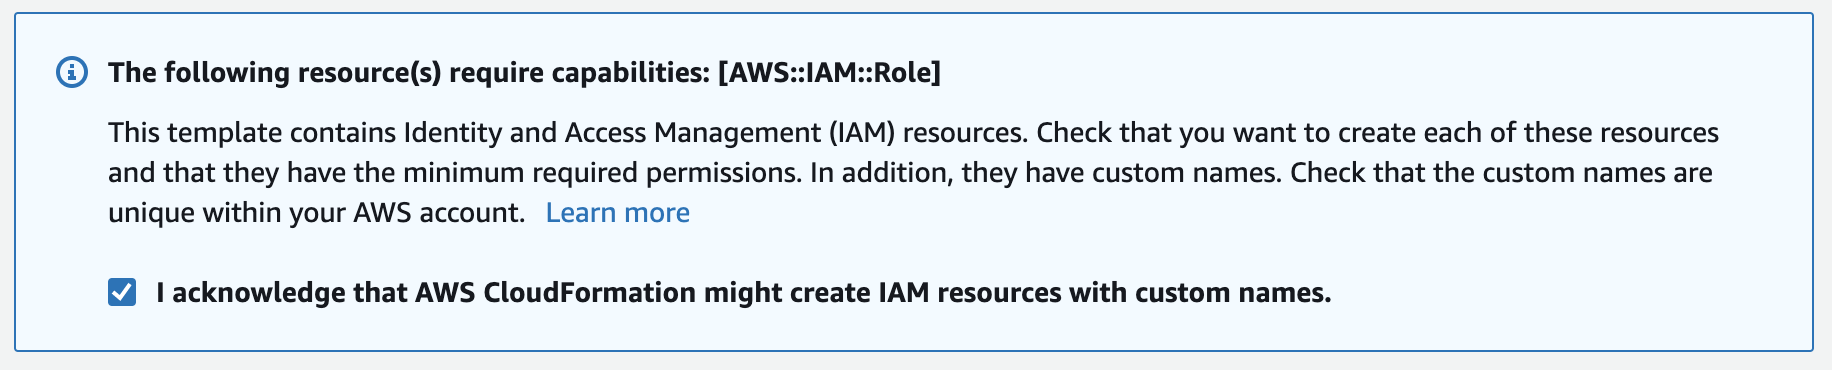 The following resource(s) require capabilities: [AWS::IAM::Role]
This template contains Identity and Access Management (IAM) resources. Check that you want to create each of these resources
and that they have the minimum required permissions. In addition, they have custom names. Check that the custom names are
unique within your AWS account. Learn more
I acknowledge that AWS CloudFormation might create IAM resources with custom names.